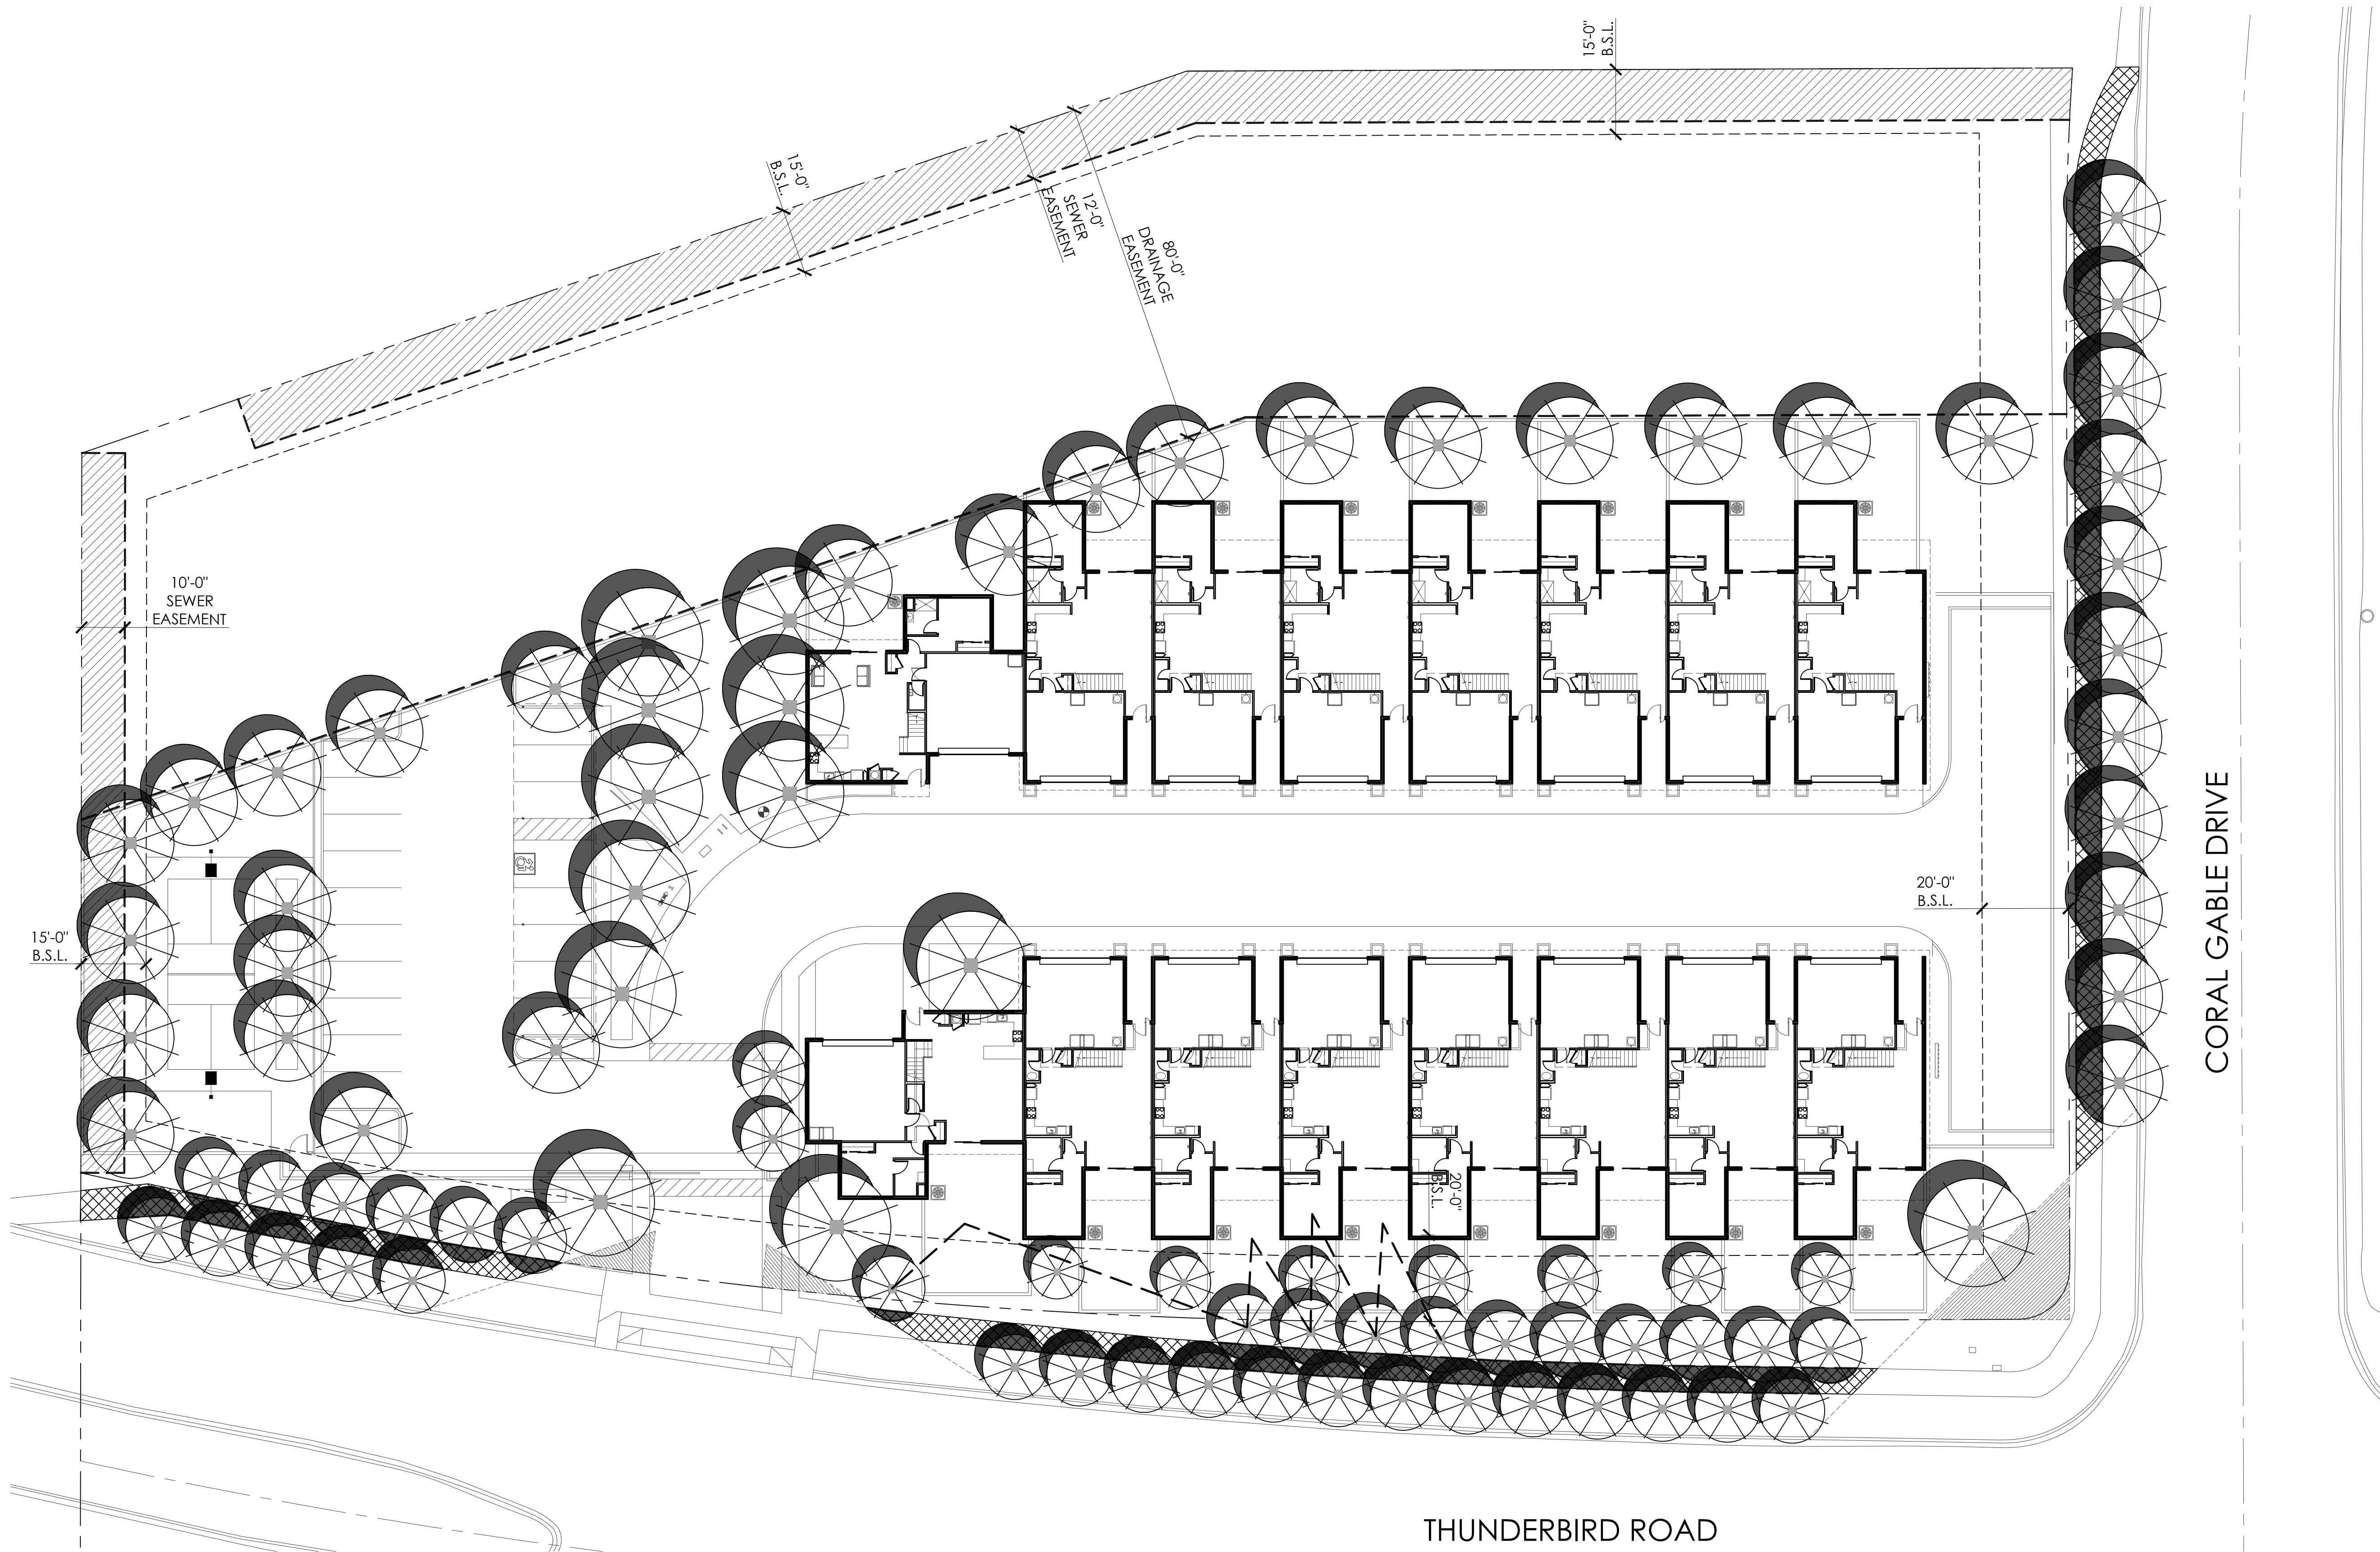 15'-0"
B.S.L.
15'-0"
B.S.L.
12'-0"
SEWER
EASEMENT
80'-0"
DRAINAGE
EASEMENT
10'-0"
SEWER
EASEMENT
15'-0"
B.S.L.
20'-0"
B.S.L.
CORAL GABLE DRIVE
20'-0"
B.S.L.
THUNDERBIRD ROAD